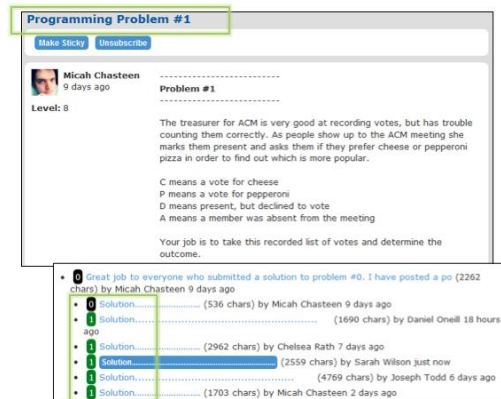 Programming Problem #1
Make Sticky Unsubscribe
Micah Chasteen
9 days ago
Level: 8
--------------------------
Problem #1
--------------------------
The treasurer for ACM is very good at recording votes, but has trouble
counting them correctly. As people show up to the ACM meeting she
marks them present and asks them if they prefer cheese or pepperoni
pizza in order to find out which is more popular.
C means a vote for cheese
P means a vote for pepperoni
D means present, but declined to vote
A means a member was absent from the meeting
Your job is to take this recorded list of votes and determine the
outcome.
0 Great job to everyone who submitted a solution to problem #0. I have posted a po (2262
chars) by Micah Chasteen 9 days ago
0 Solution........................ (536 chars) by Micah Chasteen 9 days ago
1 Solution........................................................ (1690 chars) by Daniel Oneill 18 hours
ago
1 Solution........................ (2962 chars) by Chelsea Rath 7 days ago
1 Solution................................................ (2559 chars) by Sarah Wilson just now
1 Solution................................................ (4769 chars) by Joseph Todd 6 days ago
1 Solution........................ (1703 chars) by Micah Chasteen 2 days ago